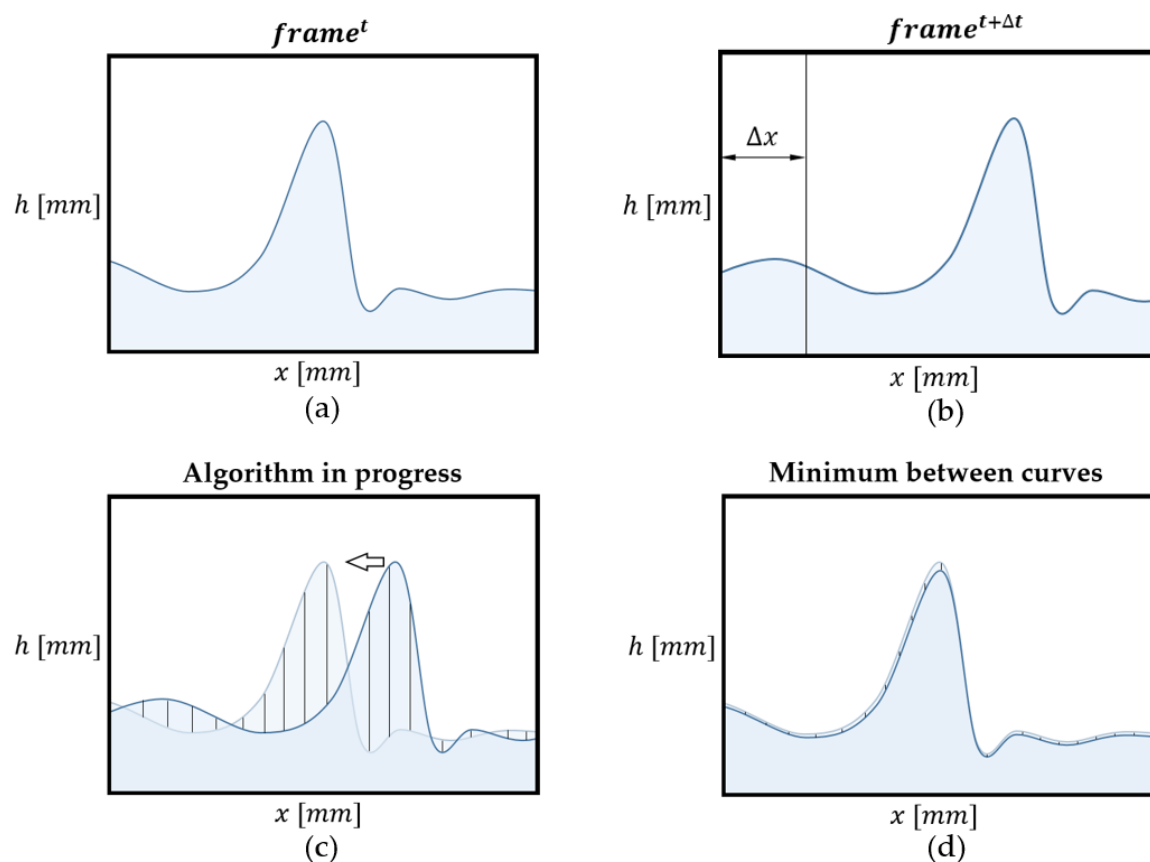 frame^t
h [mm]
x [mm]
(a)
frame^{t+Δt}
Δx
h [mm]
x [mm]
(b)
Algorithm in progress
h [mm]
x [mm]
(c)
Minimum between curves
h [mm]
x [mm]
(d)